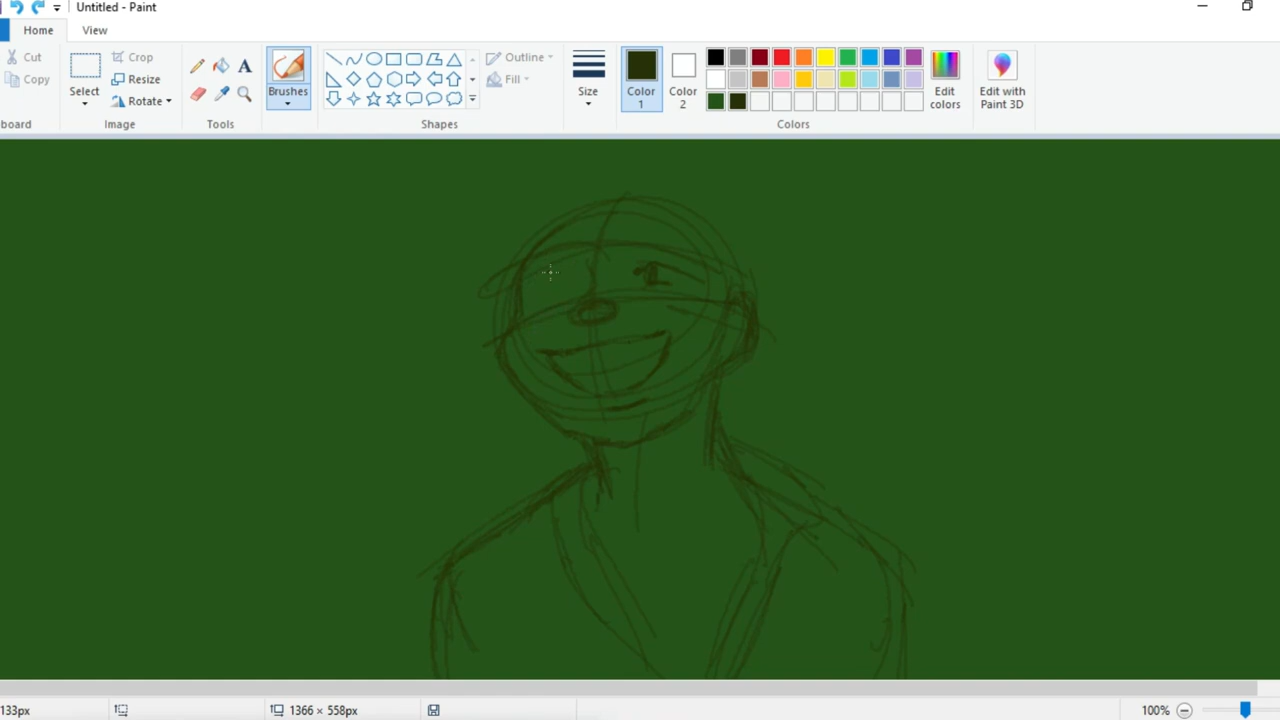 Untitled - Paint
Home View
Cut
Copy
board
Select
Crop
Resize
Rotate
Image
A
Tools
Brushes
Shapes
Outline
Fill
Size
Color 1
Color 2
Colors
Edit colors
Edit with Paint 3D
133px
1366 × 558px
100%